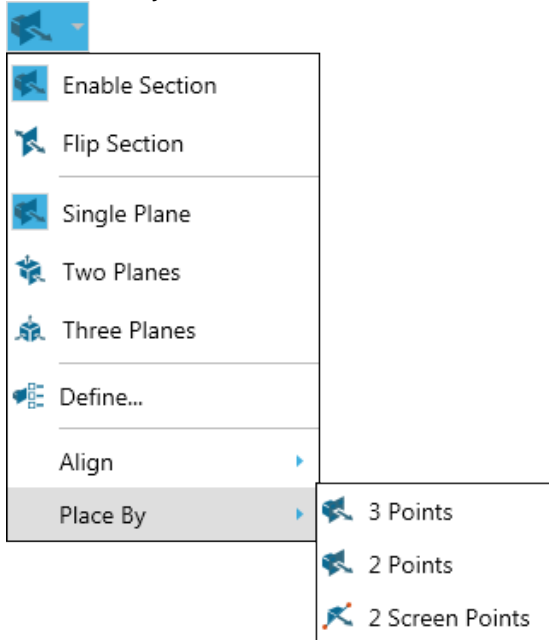 Enable Section
Flip Section
Single Plane
Two Planes
Three Planes
Define...
Align
Place By
3 Points
2 Points
2 Screen Points